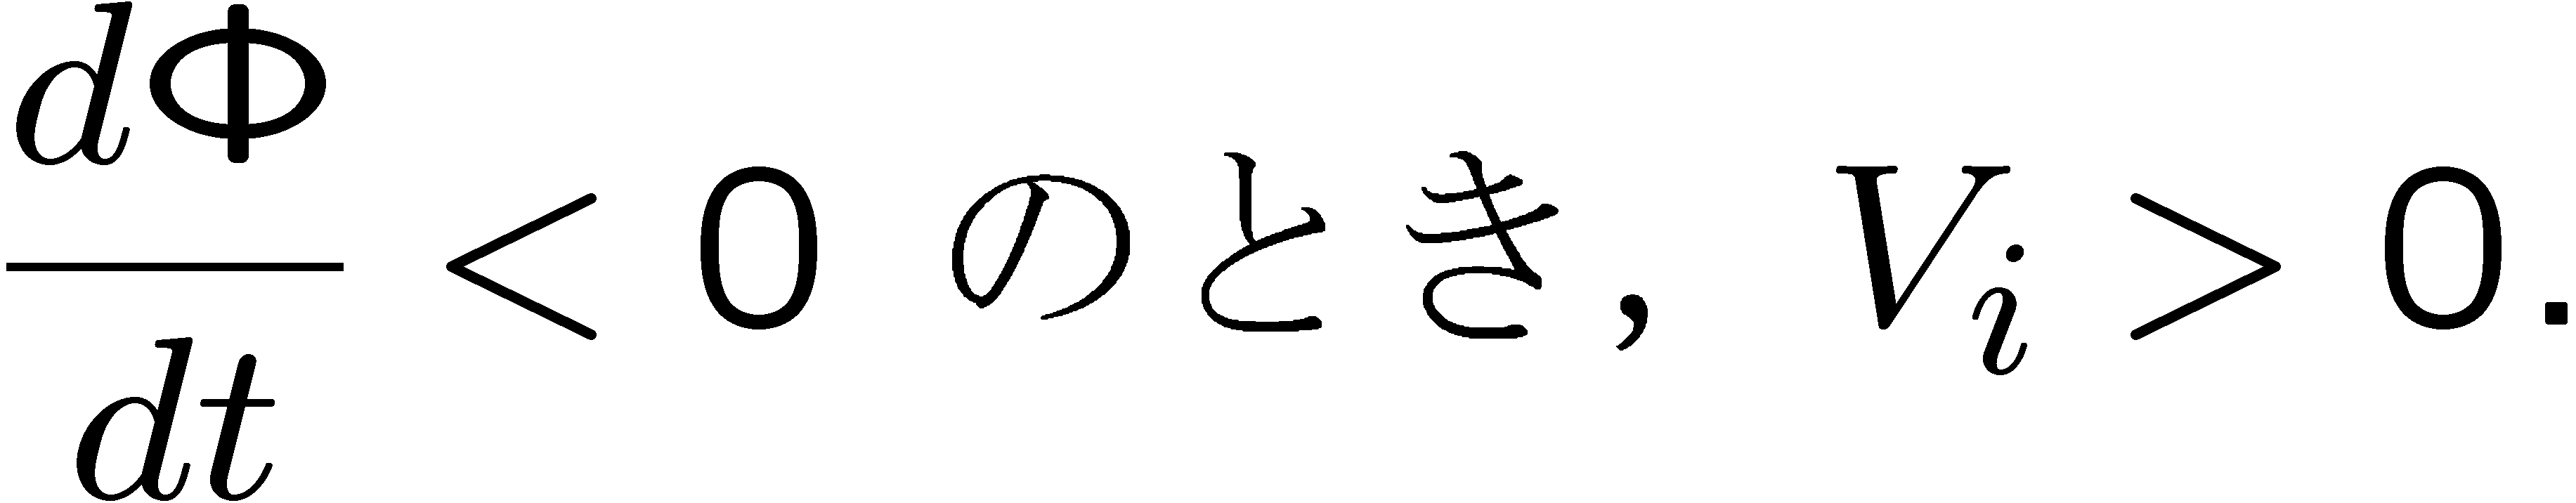 dΦ/dt < 0 のとき, V_i > 0.